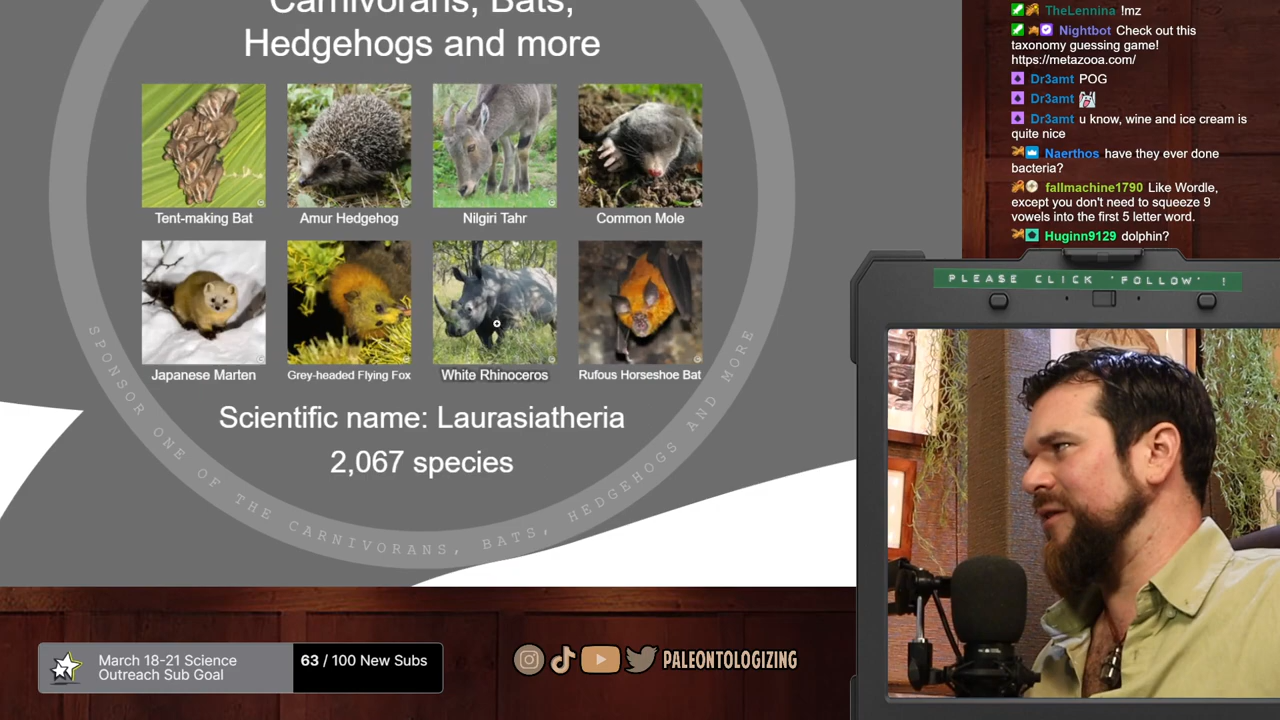 Carnivorans, Bats,
Hedgehogs and more
Tent-making Bat
Amur Hedgehog
Nilgiri Tahr
Common Mole
Japanese Marten
Grey-headed Flying Fox
White Rhinoceros
Rufous Horseshoe Bat
Scientific name: Laurasiatheria
2,067 species
SPONSOR ONE OF THE CARNIVORANS, BATS, HEDGEHOGS AND MORE
TheLennina !mz
Nightbot Check out this
taxonomy guessing game!
https://metazooa.com/
Dr3amt POG
Dr3amt
Dr3amt u know, wine and ice cream is
quite nice
Naerthos have they ever done
bacteria?
fallmachine1790 Like Wordle,
except you don't need to squeeze 9
vowels into the first 5 letter word.
Huginn9129 dolphin?
PLEASE CLICK 'FOLLOW' !
March 18-21 Science
Outreach Sub Goal
63 / 100 New Subs
PALEONTOLOGIZING